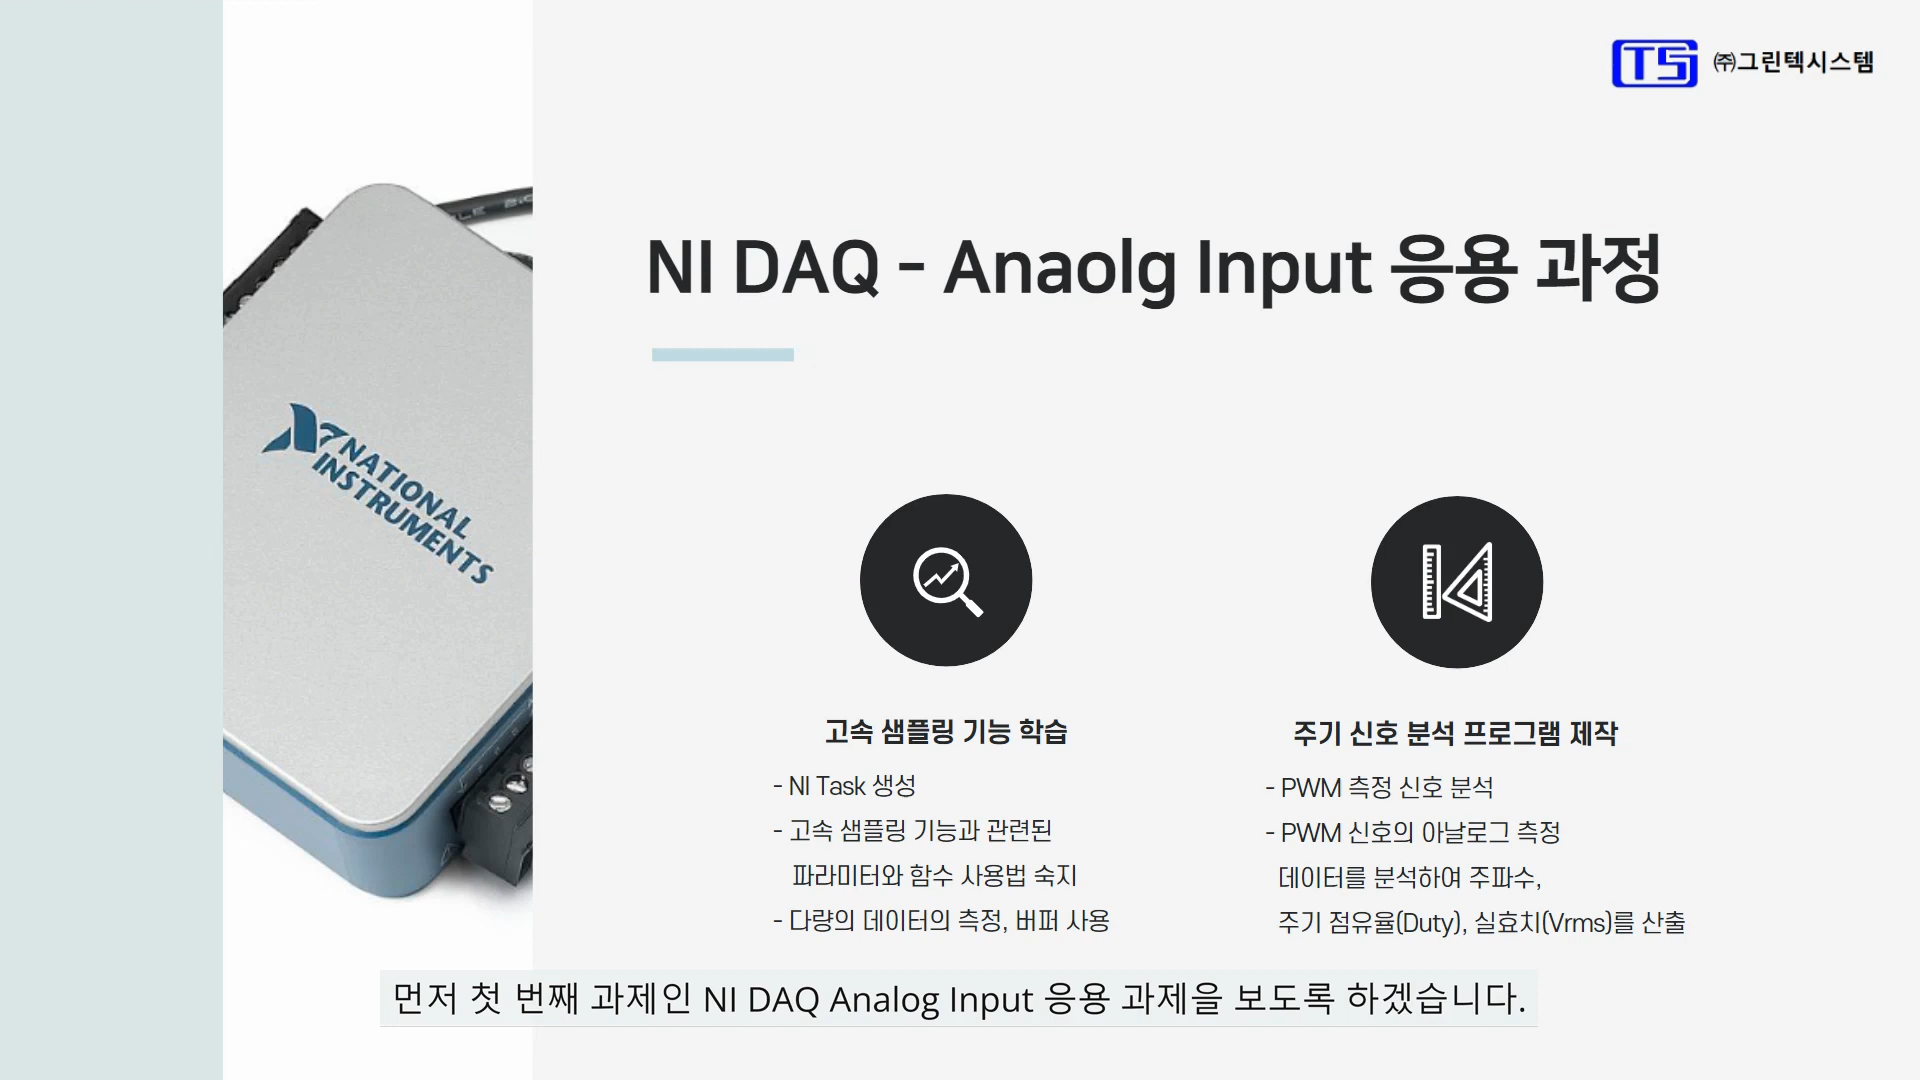 TS ㈜그린텍시스템
NI DAQ - Anaolg Input 응용 과정
NATIONAL
INSTRUMENTS
고속 샘플링 기능 학습
- NI Task 생성
- 고속 샘플링 기능과 관련된
파라미터와 함수 사용법 숙지
- 다량의 데이터의 측정, 버퍼 사용
주기 신호 분석 프로그램 제작
- PWM 측정 신호 분석
- PWM 신호의 아날로그 측정
데이터를 분석하여 주파수,
주기 점유율(Duty), 실효치(Vrms)를 산출
먼저 첫 번째 과제인 NI DAQ Analog Input 응용 과제을 보도록 하겠습니다.